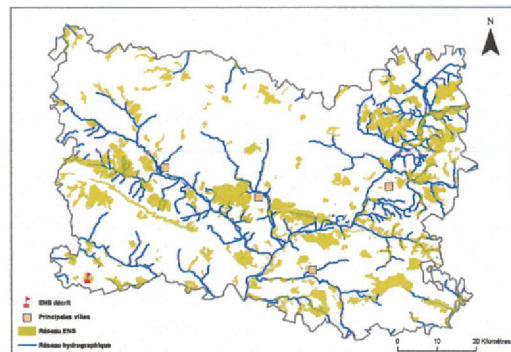 N
ENS décrit
Principales villes
Réseau ENS
Réseau hydrographique
0 10 20 Kilomètres